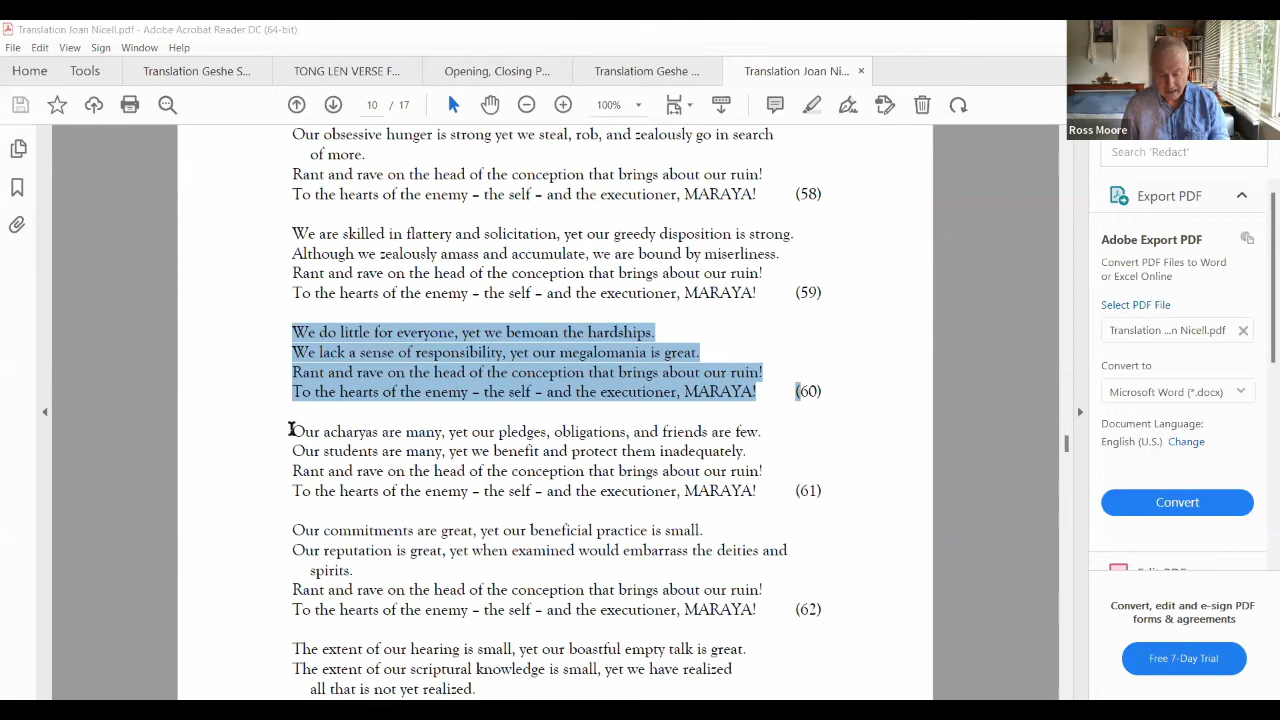 Translation Joan Nicell.pdf - Adobe Acrobat Reader DC (64-bit)
File Edit View Sign Window Help
Home Tools Translation Geshe S... TONG LEN VERSE F... Opening, Closing P... Translatiom Geshe ... Translation Joan Ni... ×
10 / 17 100%
Ross Moore
Our obsessive hunger is strong yet we steal, rob, and zealously go in search
of more.
Rant and rave on the head of the conception that brings about our ruin!
To the hearts of the enemy – the self – and the executioner, MARAYA! (58)
We are skilled in flattery and solicitation, yet our greedy disposition is strong.
Although we zealously amass and accumulate, we are bound by miserliness.
Rant and rave on the head of the conception that brings about our ruin!
To the hearts of the enemy – the self – and the executioner, MARAYA! (59)
We do little for everyone, yet we bemoan the hardships.
We lack a sense of responsibility, yet our megalomania is great.
Rant and rave on the head of the conception that brings about our ruin!
To the hearts of the enemy – the self – and the executioner, MARAYA! (60)
Our acharyas are many, yet our pledges, obligations, and friends are few.
Our students are many, yet we benefit and protect them inadequately.
Rant and rave on the head of the conception that brings about our ruin!
To the hearts of the enemy – the self – and the executioner, MARAYA! (61)
Our commitments are great, yet our beneficial practice is small.
Our reputation is great, yet when examined would embarrass the deities and
spirits.
Rant and rave on the head of the conception that brings about our ruin!
To the hearts of the enemy – the self – and the executioner, MARAYA! (62)
The extent of our hearing is small, yet our boastful empty talk is great.
The extent of our scriptural knowledge is small, yet we have realized
all that is not yet realized.
Search 'Redact'
Export PDF
Adobe Export PDF
Convert PDF Files to Word
or Excel Online
Select PDF File
Translation ...n Nicell.pdf
Convert to
Microsoft Word (*.docx)
Document Language:
English (U.S.) Change
Convert
Edit PDF
Convert, edit and e-sign PDF
forms & agreements
Free 7-Day Trial